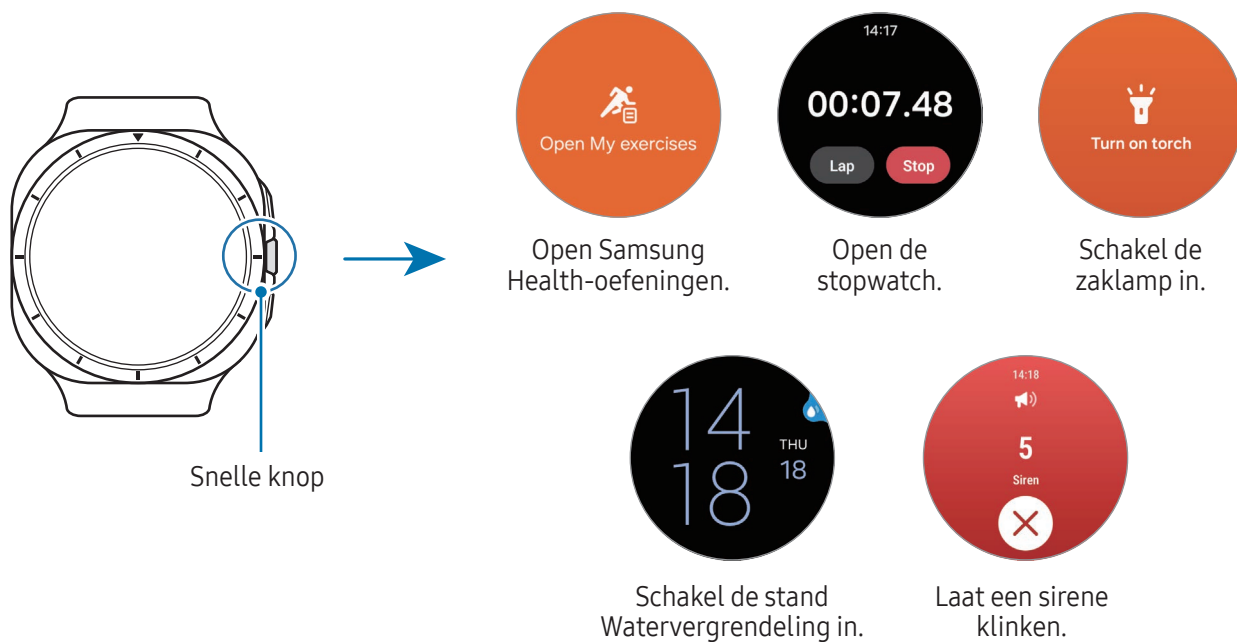 Snelle knop
Open My exercises
Open Samsung
Health-oefeningen.
14:17
00:07.48
Lap
Stop
Open de
stopwatch.
Turn on torch
Schakel de
zaklamp in.
14
18
THU
18
Schakel de stand
Watervergrendeling in.
14:18
5
Siren
Laat een sirene
klinken.